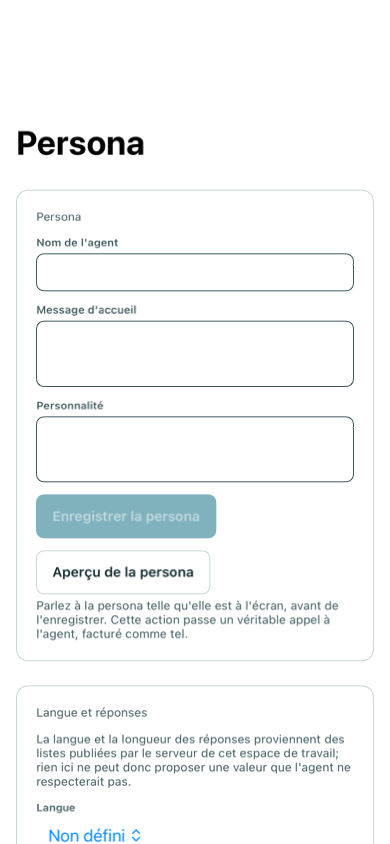 Persona
Persona
Nom de l'agent
Message d'accueil
Personnalité
Enregistrer la persona
Aperçu de la persona
Parlez à la persona telle qu'elle est à l'écran, avant de
l'enregistrer. Cette action passe un véritable appel à
l'agent, facturé comme tel.
Langue et réponses
La langue et la longueur des réponses proviennent des
listes publiées par le serveur de cet espace de travail;
rien ici ne peut donc proposer une valeur que l'agent ne
respecterait pas.
Langue
Non défini